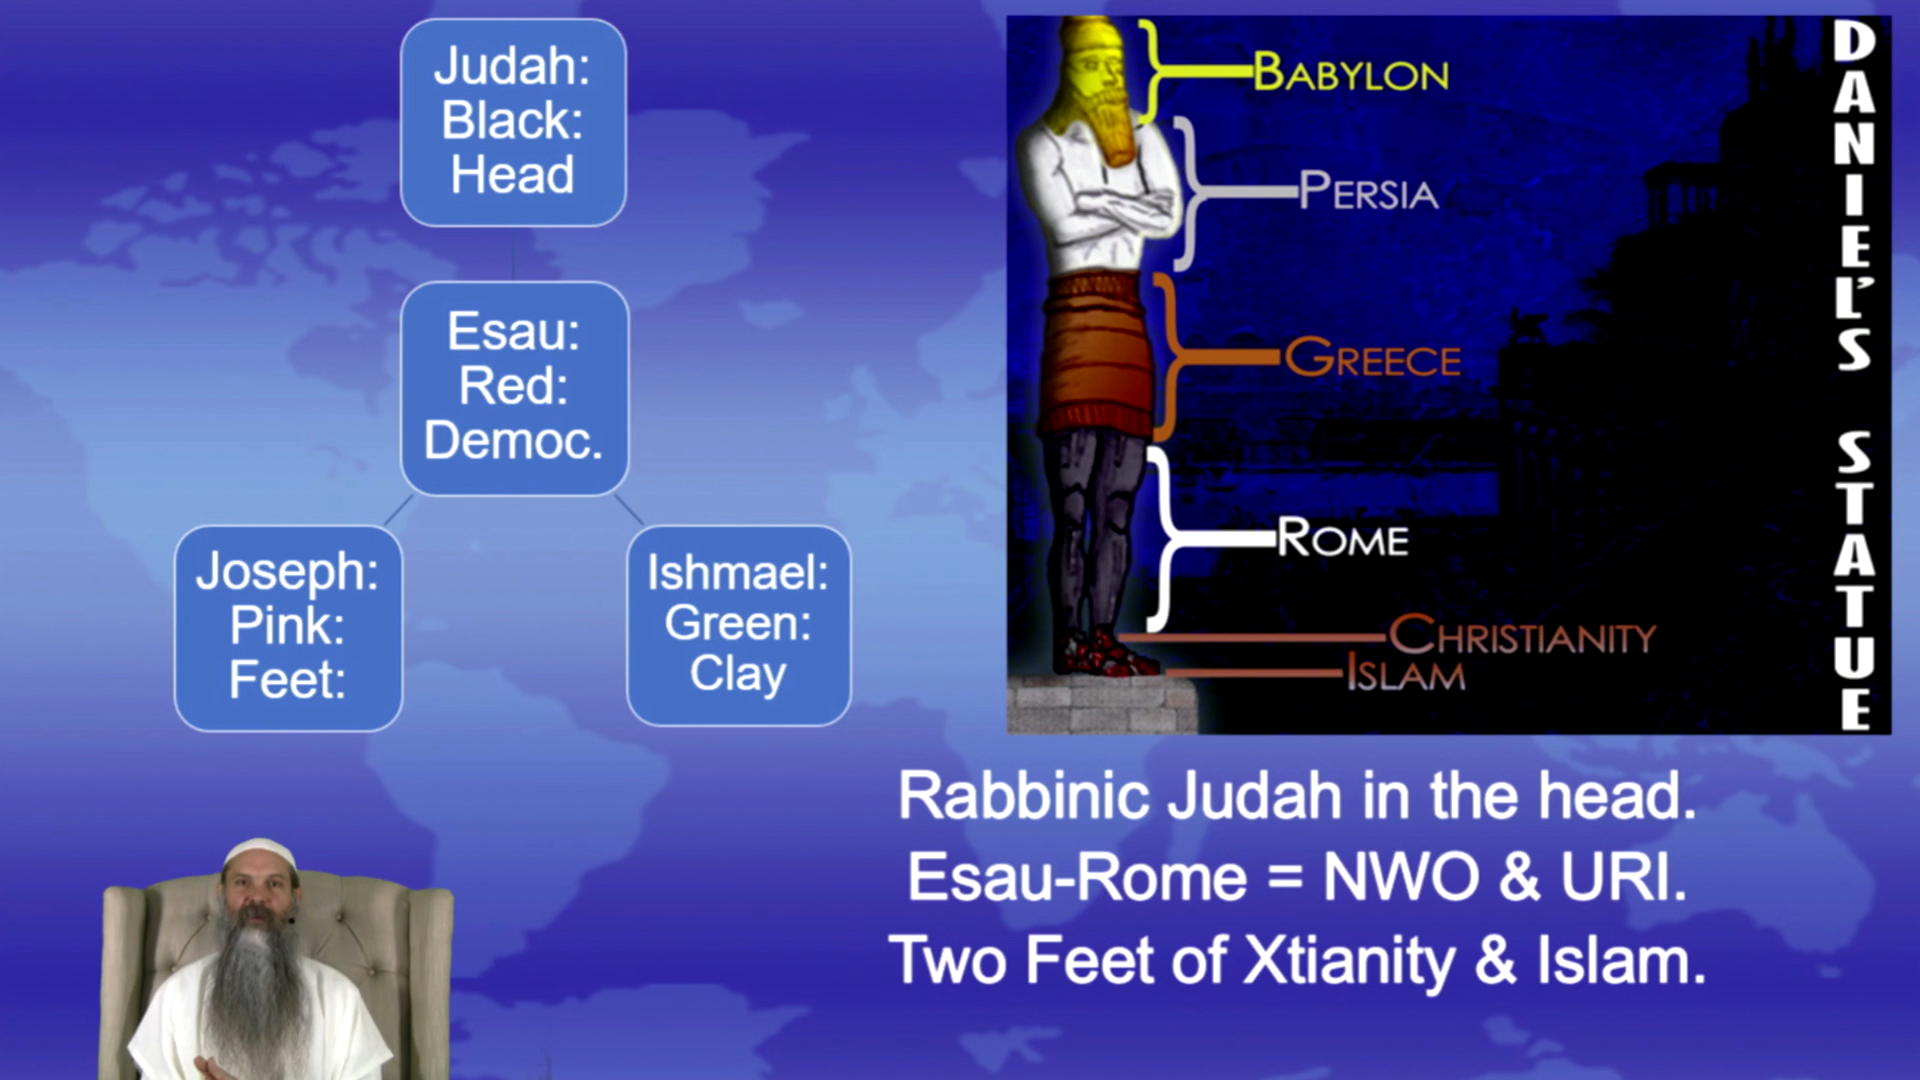 Judah:
Black:
Head
Esau:
Red:
Democ.
Joseph:
Pink:
Feet:
Ishmael:
Green:
Clay
BABYLON
PERSIA
GREECE
ROME
CHRISTIANITY
ISLAM
DANIEL'S STATUE
Rabbinic Judah in the head.
Esau-Rome = NWO & URI.
Two Feet of Xtianity & Islam.